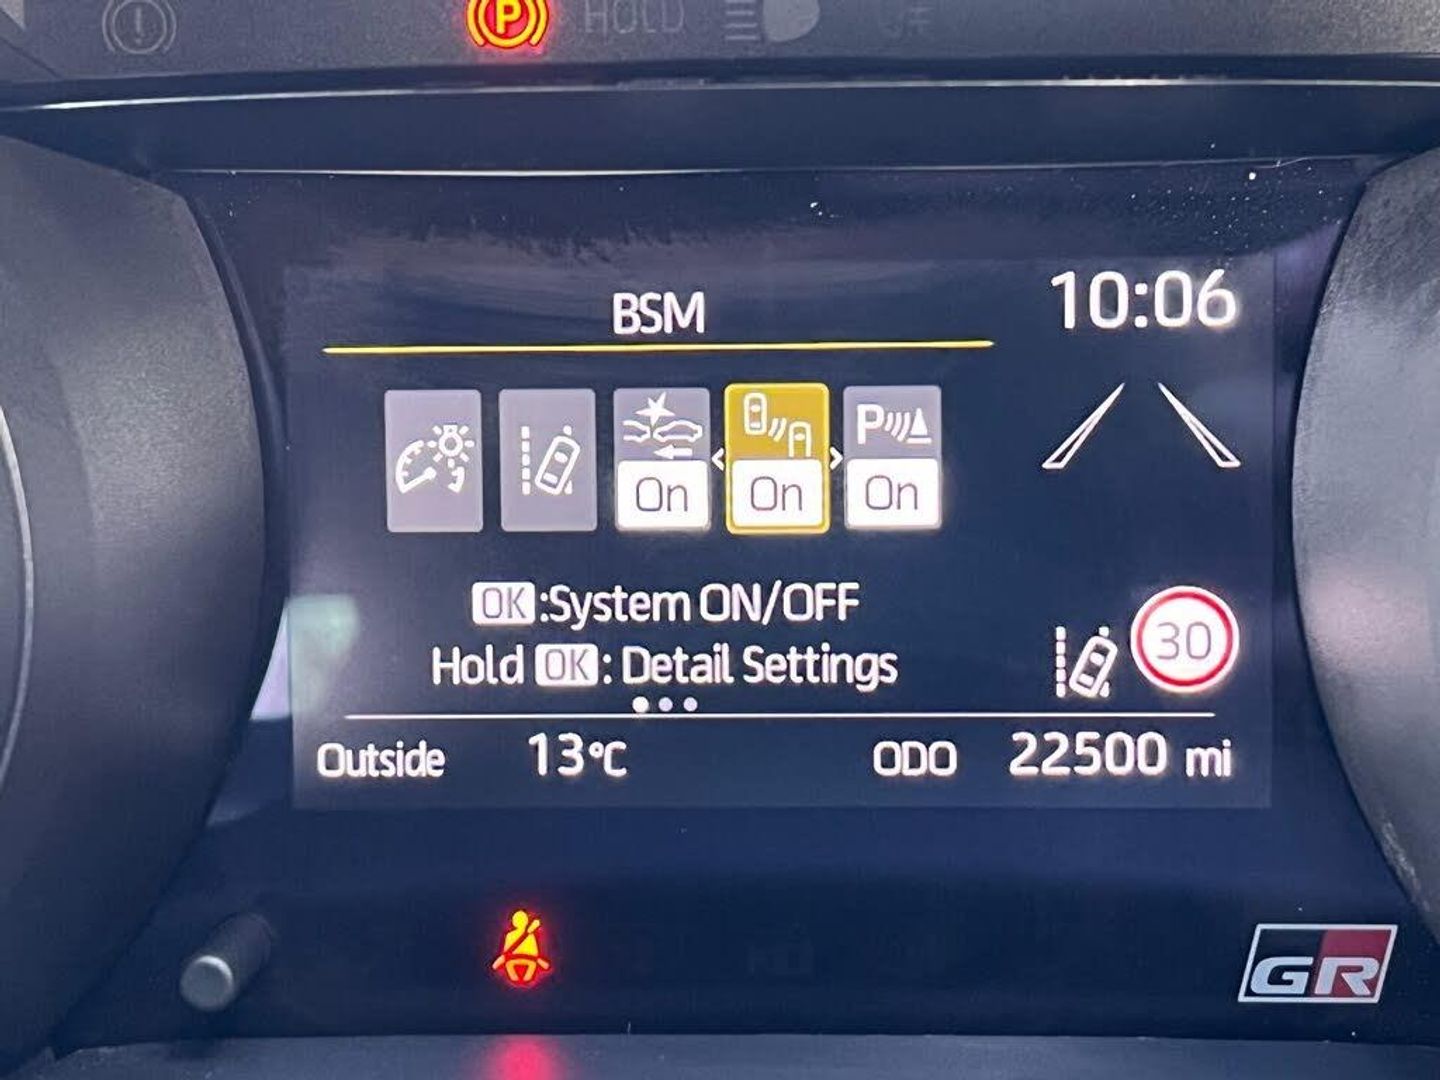 P HOLD
BSM 10:06
P
On On On
OK:System ON/OFF
Hold OK: Detail Settings
30
Outside 13°C ODO 22500 mi
GR